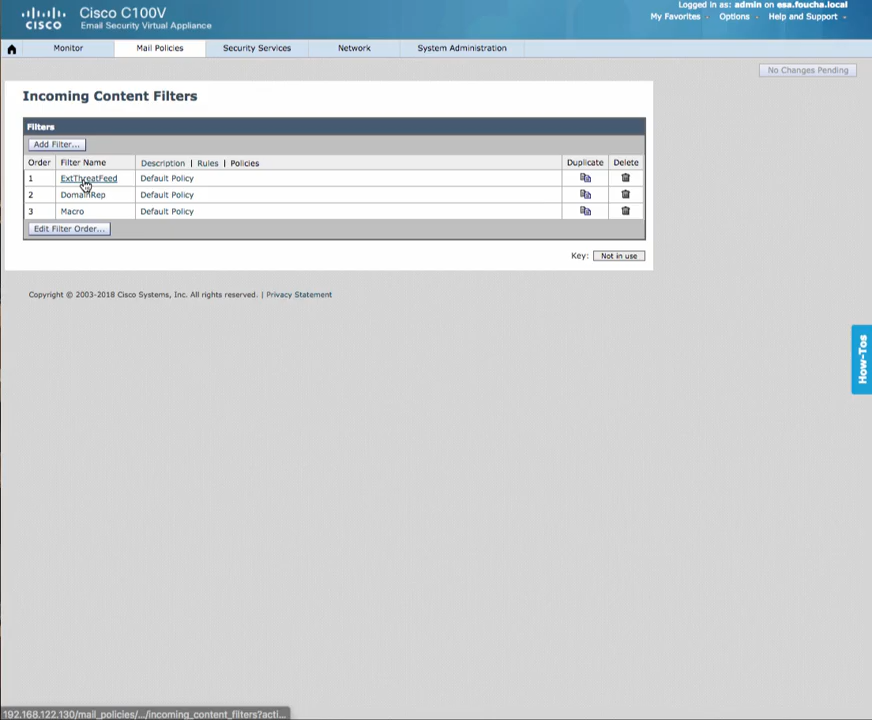 Logged in as: admin on esa.foucha.local
CISCO
Cisco C100V
Email Security Virtual Appliance
My Favorites Options Help and Support
Monitor Mail Policies Security Services Network System Administration
No Changes Pending
Incoming Content Filters
Filters
Add Filter...
Order Filter Name Description | Rules | Policies Duplicate Delete
1 ExtThreatFeed Default Policy
2 DomainRep Default Policy
3 Macro Default Policy
Edit Filter Order...
Key: Not in use
Copyright © 2003-2018 Cisco Systems, Inc. All rights reserved. | Privacy Statement
How-Tos
192.168.122.130/mail_policies/.../incoming_content_filters?acti...